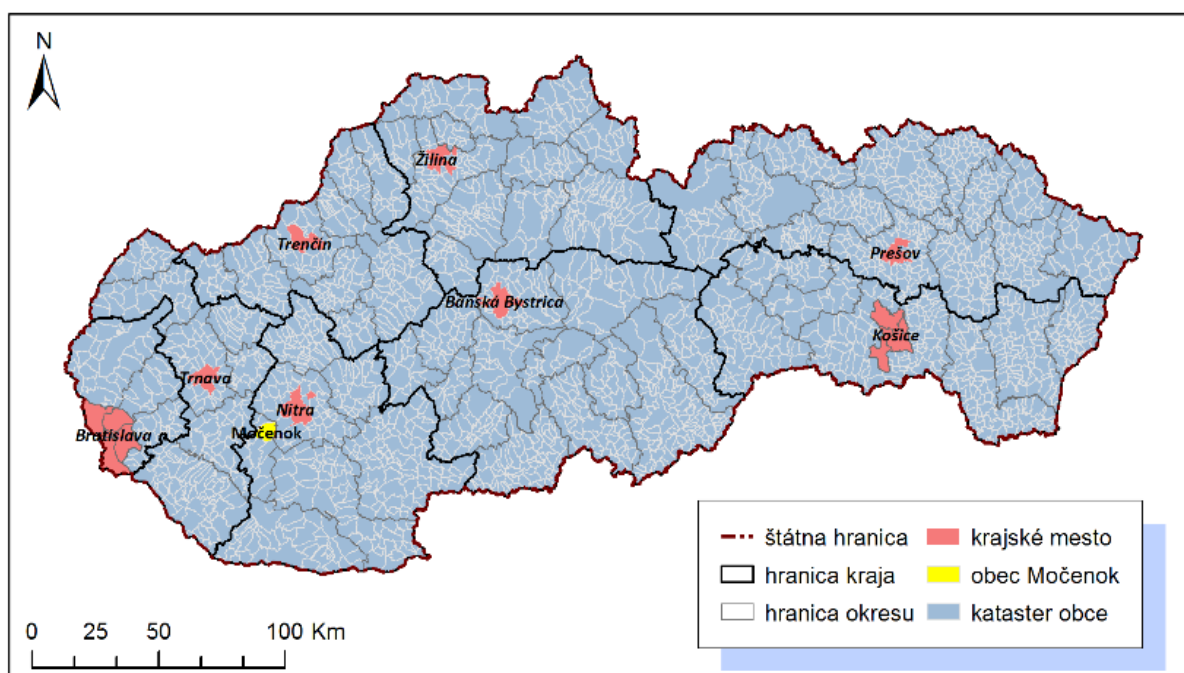 N
Žilina
Trenčín
Prešov
Banská Bystrica
Košice
Trnava
Nitra
Močenok
Bratislava
štátna hranica
krajské mesto
hranica kraja
obec Močenok
hranica okresu
kataster obce
0 25 50 100 Km